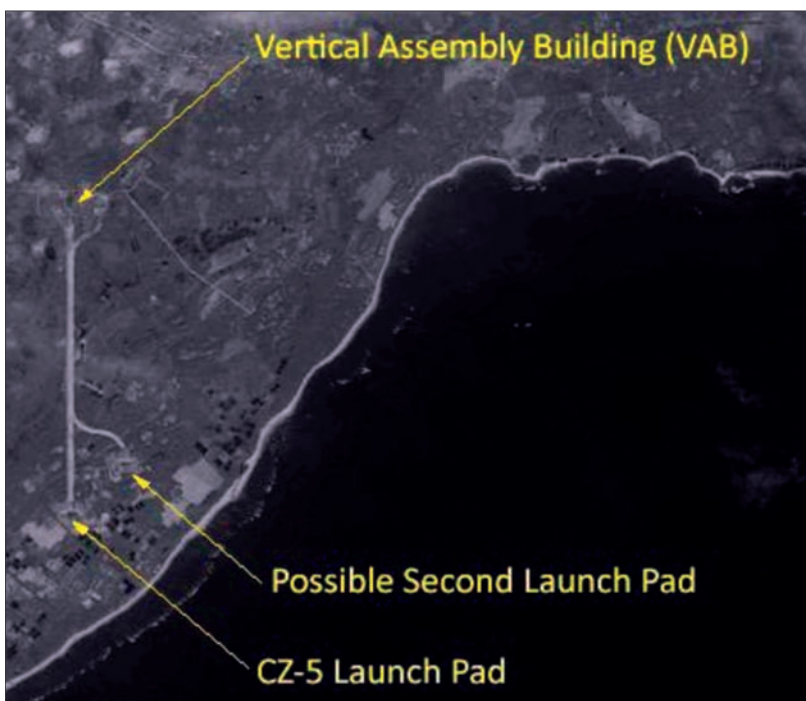 Vertical Assembly Building (VAB)
Possible Second Launch Pad
CZ-5 Launch Pad